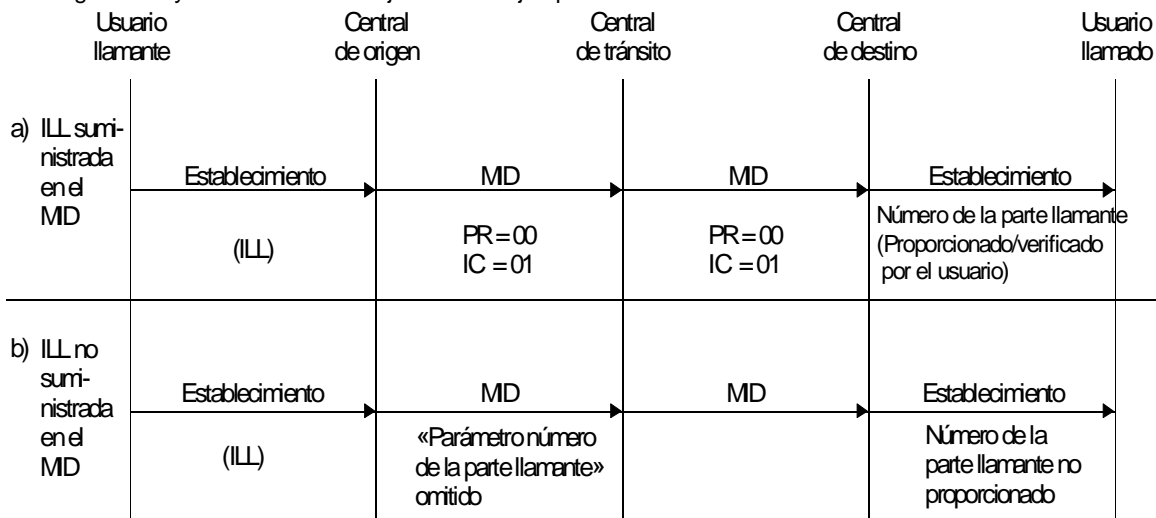 Usuario llamante
Central de origen
Central de tránsito
Central de destino
Usuario llamado
a) ILL sumi-
nistrada
en el
MID
Establecimiento
(ILL)
MID
PR = 00
IC = 01
MID
PR = 00
IC = 01
Establecimiento
Número de la parte llamante
(Proporcionado/verificado
por el usuario)
b) ILL no
sumi-
nistrada
en el
MID
Establecimiento
(ILL)
MID
«Parámetro número
de la parte llamante»
omitido
MID
Establecimiento
Número de la
parte llamante no
proporcionado